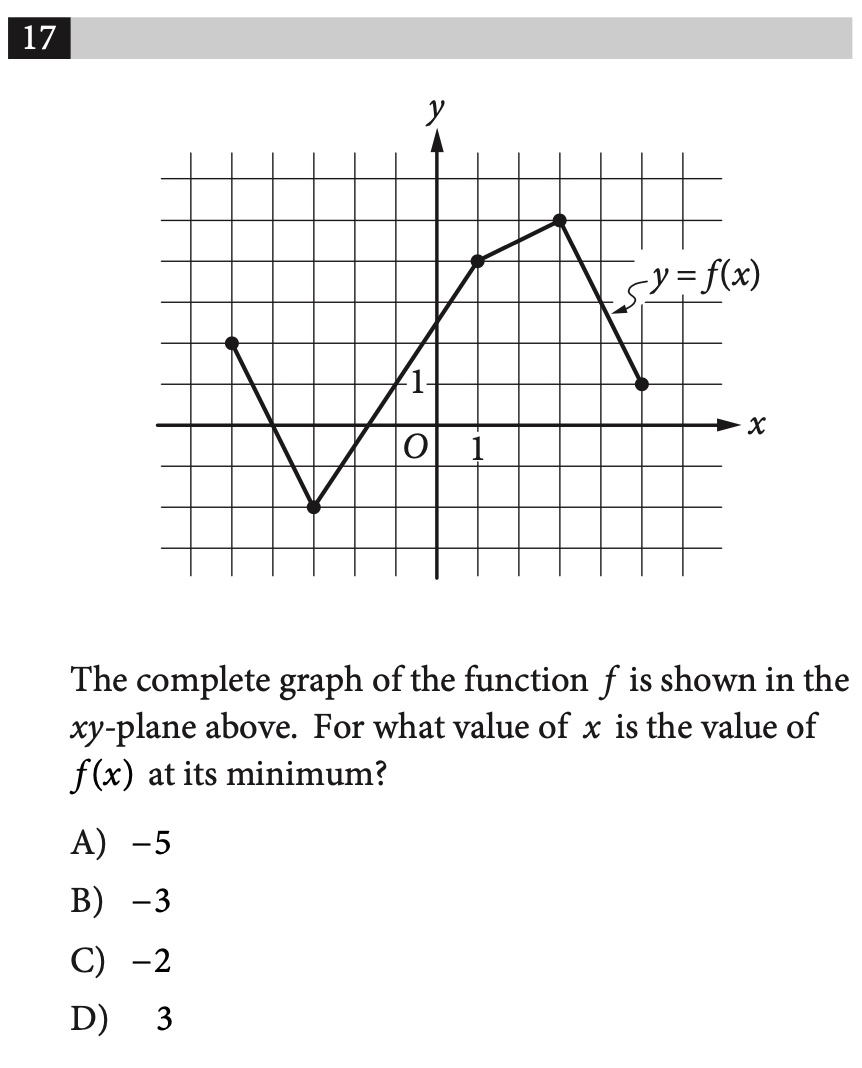 17
y
y = f(x)
1
x
O
1
The complete graph of the function f is shown in the
xy-plane above. For what value of x is the value of
f(x) at its minimum?
A) −5
B) −3
C) −2
D) 3